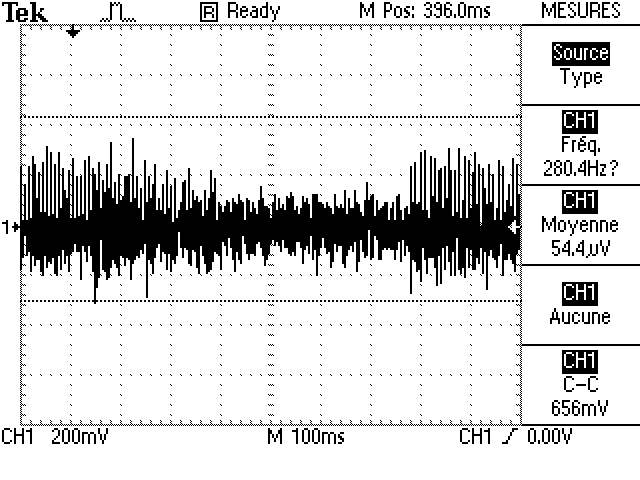 Tek R Ready M Pos: 396.0ms MESURES
Source
Type
CH1
Fréq.
280.4Hz?
1
CH1
Moyenne
54.4µV
CH1
Aucune
CH1
C-C
656mV
CH1 200mV M 100ms CH1 0.00V